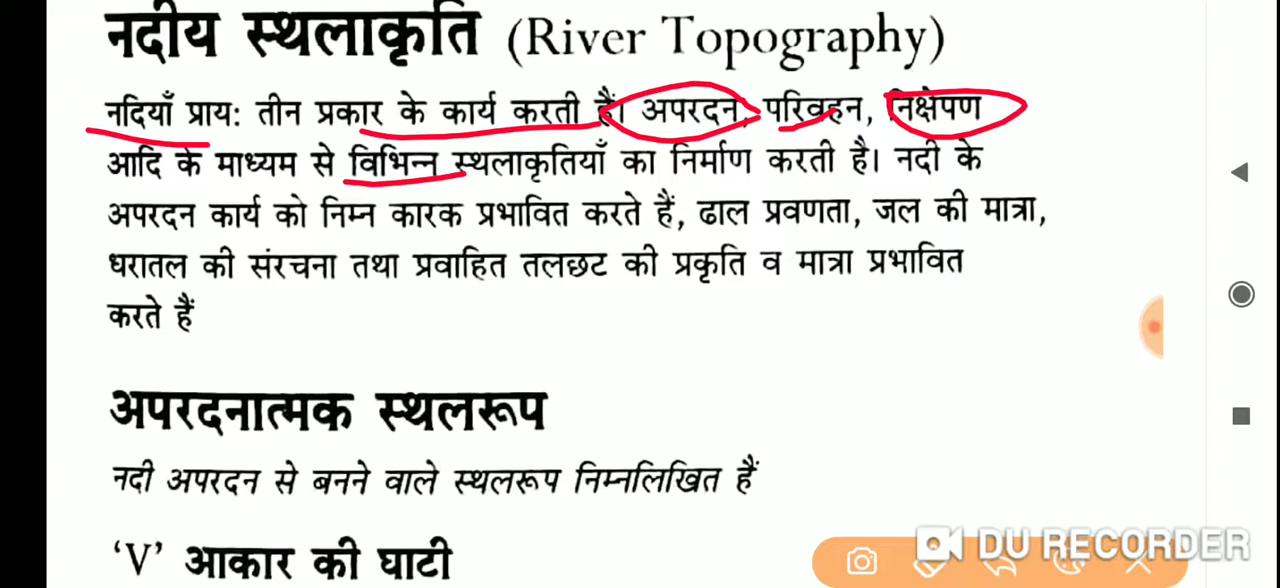 नदीय स्थलाकृति (River Topography)
नदियाँ प्राय: तीन प्रकार के कार्य करती हैं। अपरदन, परिवहन, निक्षेपण
आदि के माध्यम से विभिन्न स्थलाकृतियाँ का निर्माण करती है। नदी के
अपरदन कार्य को निम्न कारक प्रभावित करते हैं, ढाल प्रवणता, जल की मात्रा,
धरातल की संरचना तथा प्रवाहित तलछट की प्रकृति व मात्रा प्रभावित
करते हैं
अपरदनात्मक स्थलरूप
नदी अपरदन से बनने वाले स्थलरूप निम्नलिखित हैं
‘V’ आकार की घाटी
DU RECORDER